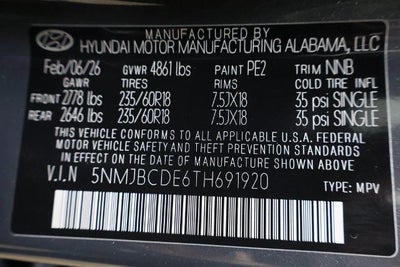 MANUFACTURED BY
HYUNDAI MOTOR MANUFACTURING ALABAMA, LLC
Feb/06/26 GVWR 4861 lbs PAINT PE2 TRIM NNB
GAWR TIRES RIMS COLD TIRE INFL
FRONT 2778 lbs 235/60R18 7.5JX18 35 psi SINGLE
REAR 2646 lbs 235/60R18 7.5JX18 35 psi SINGLE
THIS VEHICLE CONFORMS TO ALL APPLICABLE U.S.A. FEDERAL
MOTOR VEHICLE SAFETY AND THEFT PREVENTION STANDARDS
IN EFFECT ON THE DATE OF MANUFACTURE SHOWN ABOVE.
V.I.N 5NMJBCDE6TH691920 TYPE: MPV